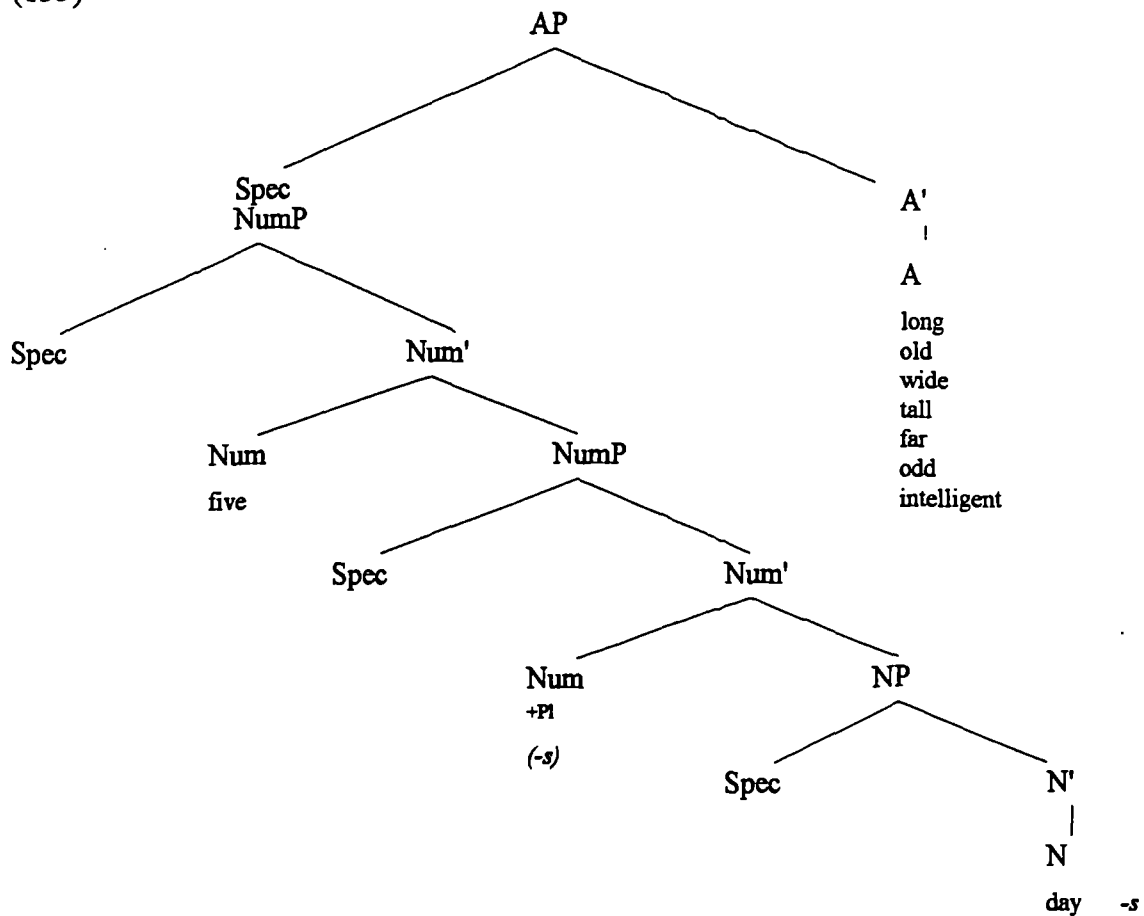 AP
Spec
NumP
A'
A
long
old
wide
tall
far
odd
intelligent
Spec
Num'
Num
five
NumP
Spec
Num'
Num
+Pl
(-s)
NP
Spec
N'
N
day -s